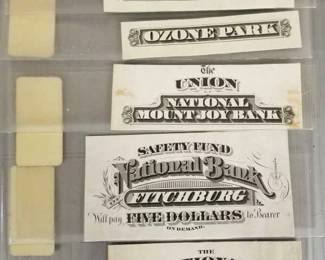 OZONE PARK
The
UNION
NATIONAL
MOUNT JOY BANK
SAFETY FUND
National Bank
FITCHBURG
Will pay FIVE DOLLARS to Bearer
ON DEMAND.
THE